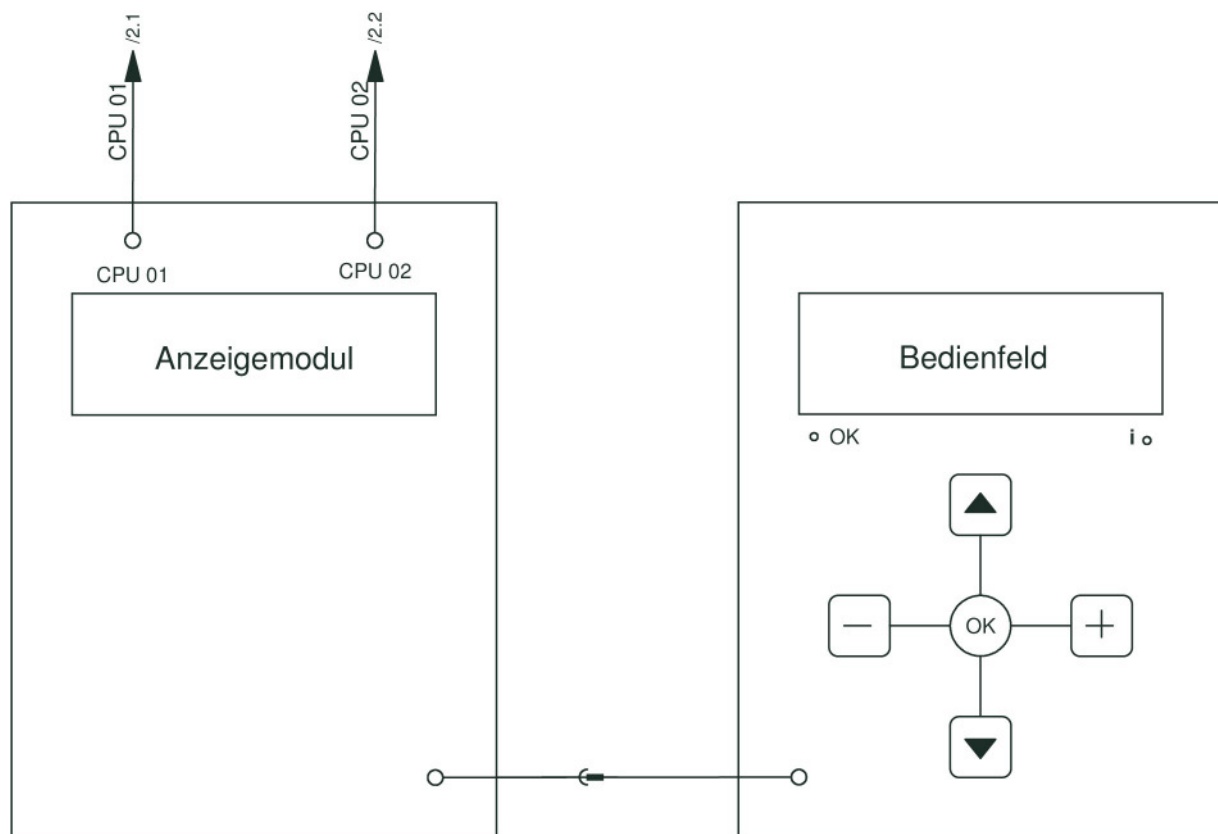 /2.1
/2.2
CPU 01
CPU 02
CPU 01
CPU 02
Anzeigemodul
Bedienfeld
OK
i
OK